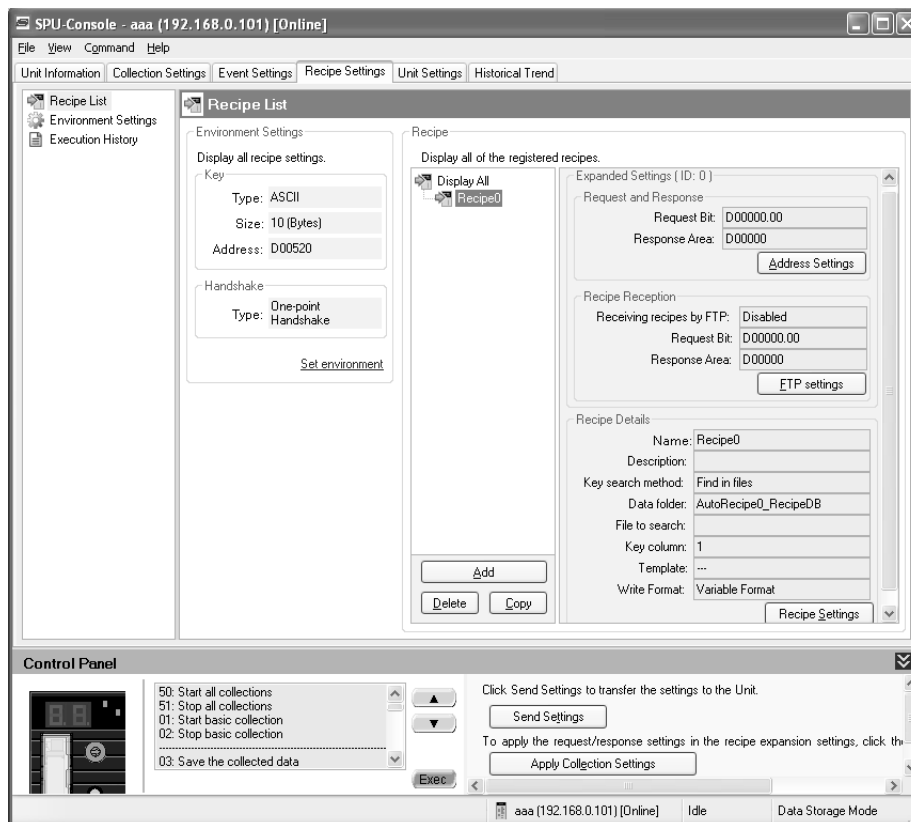 SPU-Console - aaa (192.168.0.101) [Online]
File View Command Help
Unit Information Collection Settings Event Settings Recipe Settings Unit Settings Historical Trend
Recipe List
Environment Settings
Execution History
Recipe List
Environment Settings
Display all recipe settings.
Key
Type: ASCII
Size: 10 (Bytes)
Address: D00520
Handshake
Type: One-point
Handshake
Set environment
Recipe
Display all of the registered recipes.
Display All
Recipe0
Add
Delete Copy
Expanded Settings ( ID: 0 )
Request and Response
Request Bit: D00000.00
Response Area: D00000
Address Settings
Recipe Reception
Receiving recipes by FTP: Disabled
Request Bit: D00000.00
Response Area: D00000
FTP settings
Recipe Details
Name: Recipe0
Description:
Key search method: Find in files
Data folder: AutoRecipe0_RecipeDB
File to search:
Key column: 1
Template: ---
Write Format: Variable Format
Recipe Settings
Control Panel
50: Start all collections
51: Stop all collections
01: Start basic collection
02: Stop basic collection
03: Save the collected data
Exec
Click Send Settings to transfer the settings to the Unit.
Send Settings
To apply the request/response settings in the recipe expansion settings, click
Apply Collection Settings
aaa (192.168.0.101) [Online] Idle Data Storage Mode